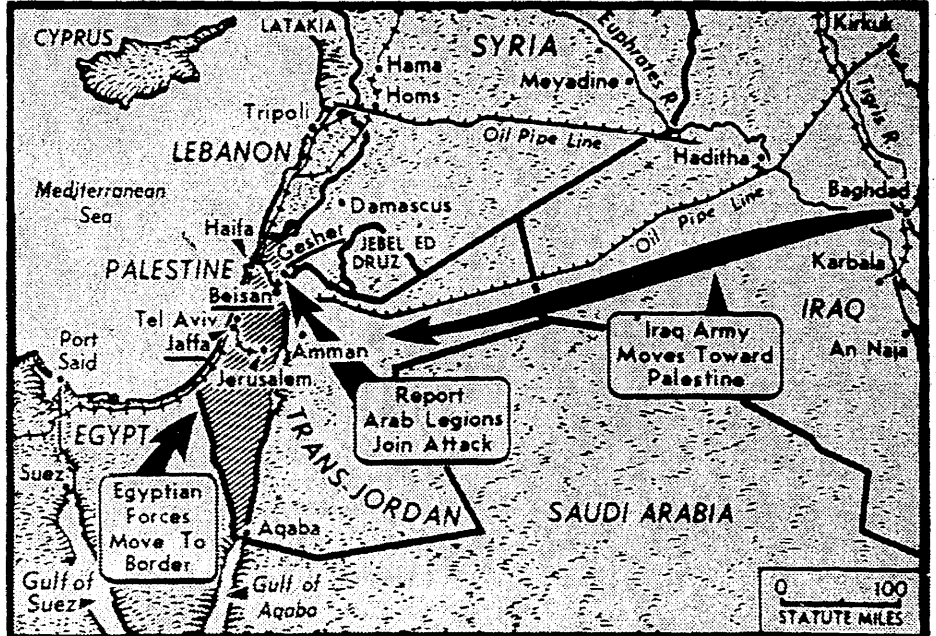 CYPRUS
LATAKIA
SYRIA
Euphrates R.
Kirkuk
Hama
Homs
Meyadine
Tigris R.
Tripoli
Oil Pipe Line
LEBANON
Haditha
Mediterranean
Sea
Damascus
Baghdad
Haifa
Gesher
JEBEL ED
DRUZ
Oil Pipe Line
PALESTINE
Karbala
Beisan
IRAQ
Tel Aviv
Jaffa
Amman
An Naja
Port
Said
Jerusalem
Iraq Army
Moves Toward
Palestine
Report
Arab Legions
Join Attack
EGYPT
TRANS-JORDAN
Suez
Egyptian
Forces
Move To
Border
Aqaba
SAUDI ARABIA
Gulf of
Suez
Gulf of
Aqaba
0 100
STATUTE MILES